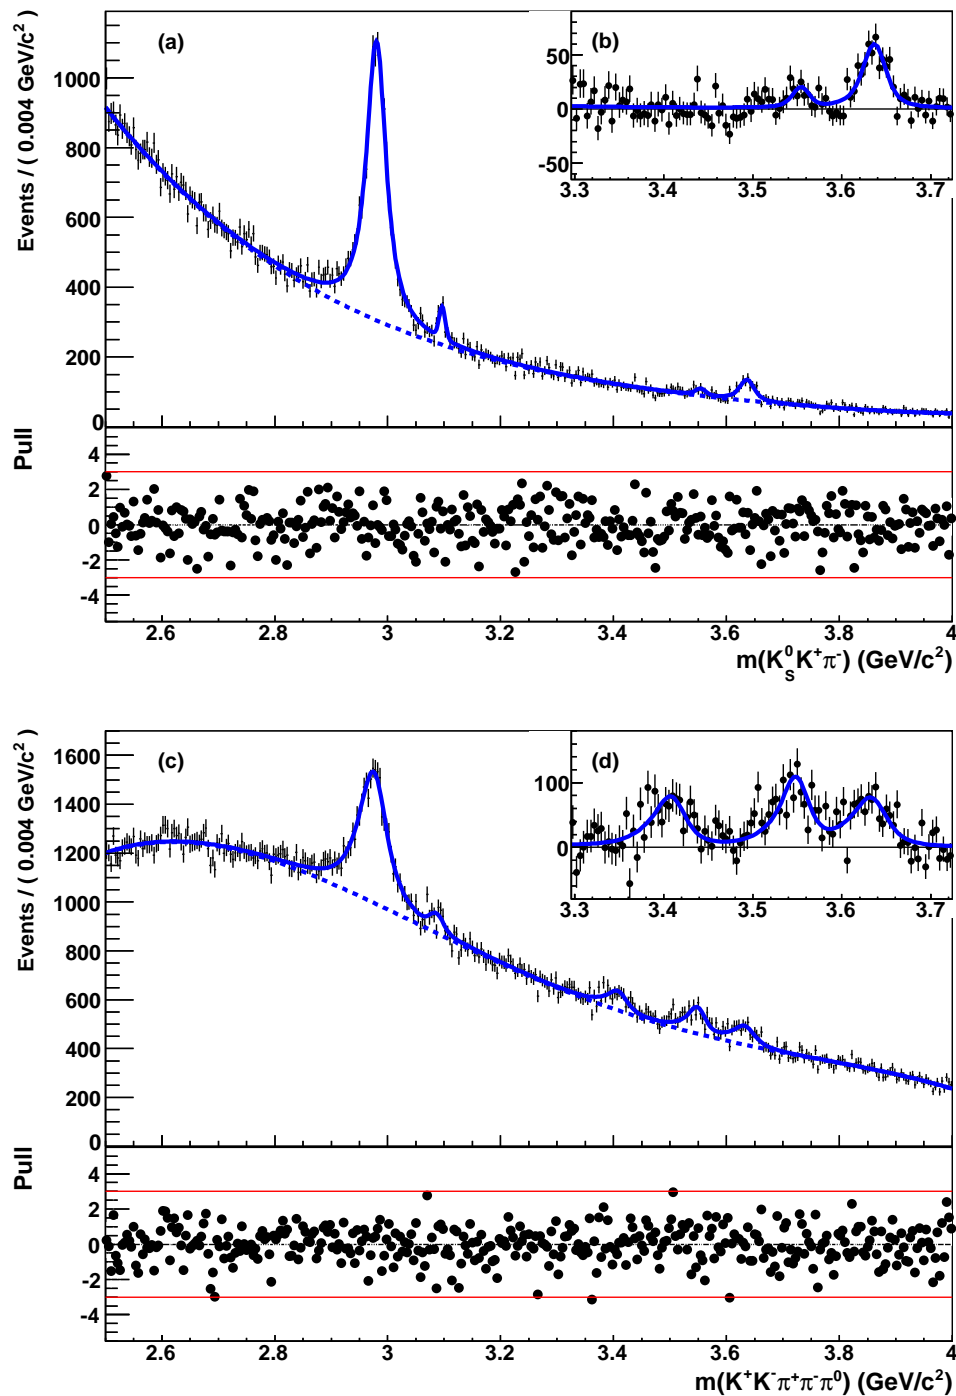 (a)
Events / ( 0.004 GeV/c²)
1000
800
600
400
200
0
(b)
50
0
-50
3.3 3.4 3.5 3.6 3.7
Pull
4
2
0
-2
-4
2.6 2.8 3 3.2 3.4 3.6 3.8 4
m(K⁰_S K⁺π⁻) (GeV/c²)
(c)
Events / ( 0.004 GeV/c²)
1600
1400
1200
1000
800
600
400
200
0
(d)
100
0
3.3 3.4 3.5 3.6 3.7
Pull
4
2
0
-2
-4
2.6 2.8 3 3.2 3.4 3.6 3.8 4
m(K⁺K⁻π⁺π⁻π⁰) (GeV/c²)